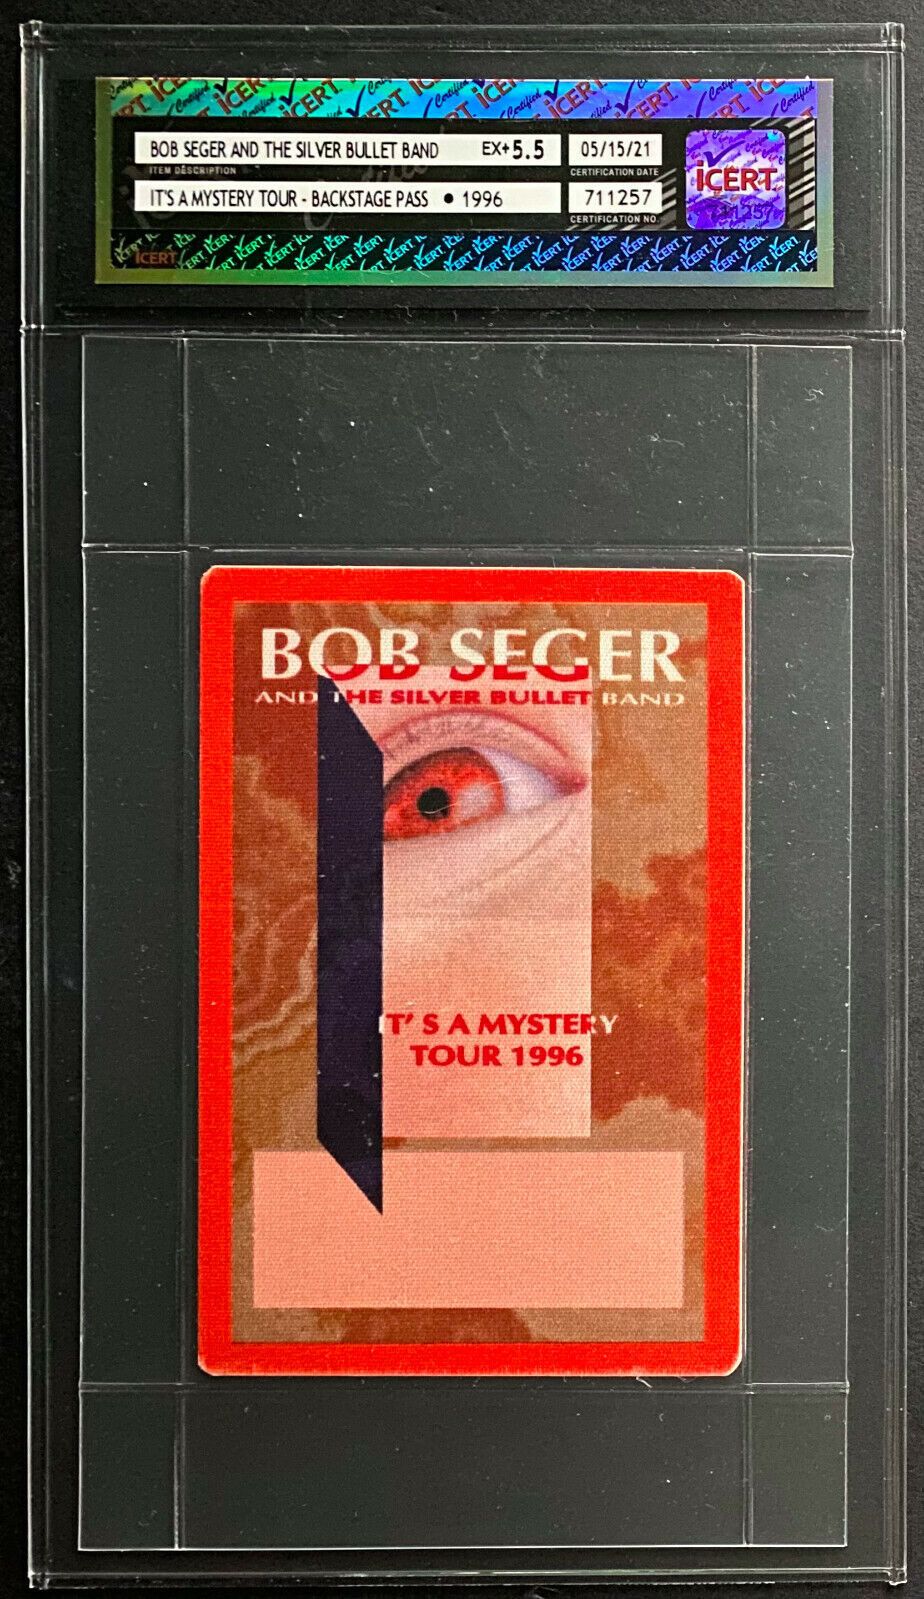 BOB SEGER AND THE SILVER BULLET BAND EX+ 5.5 05/15/21
ITEM DESCRIPTION CERTIFICATION DATE
IT'S A MYSTERY TOUR - BACKSTAGE PASS • 1996 711257
CERTIFICATION NO.
iCERT
711257
iCERT
BOB SEGER
AND THE SILVER BULLET BAND
IT'S A MYSTERY
TOUR 1996